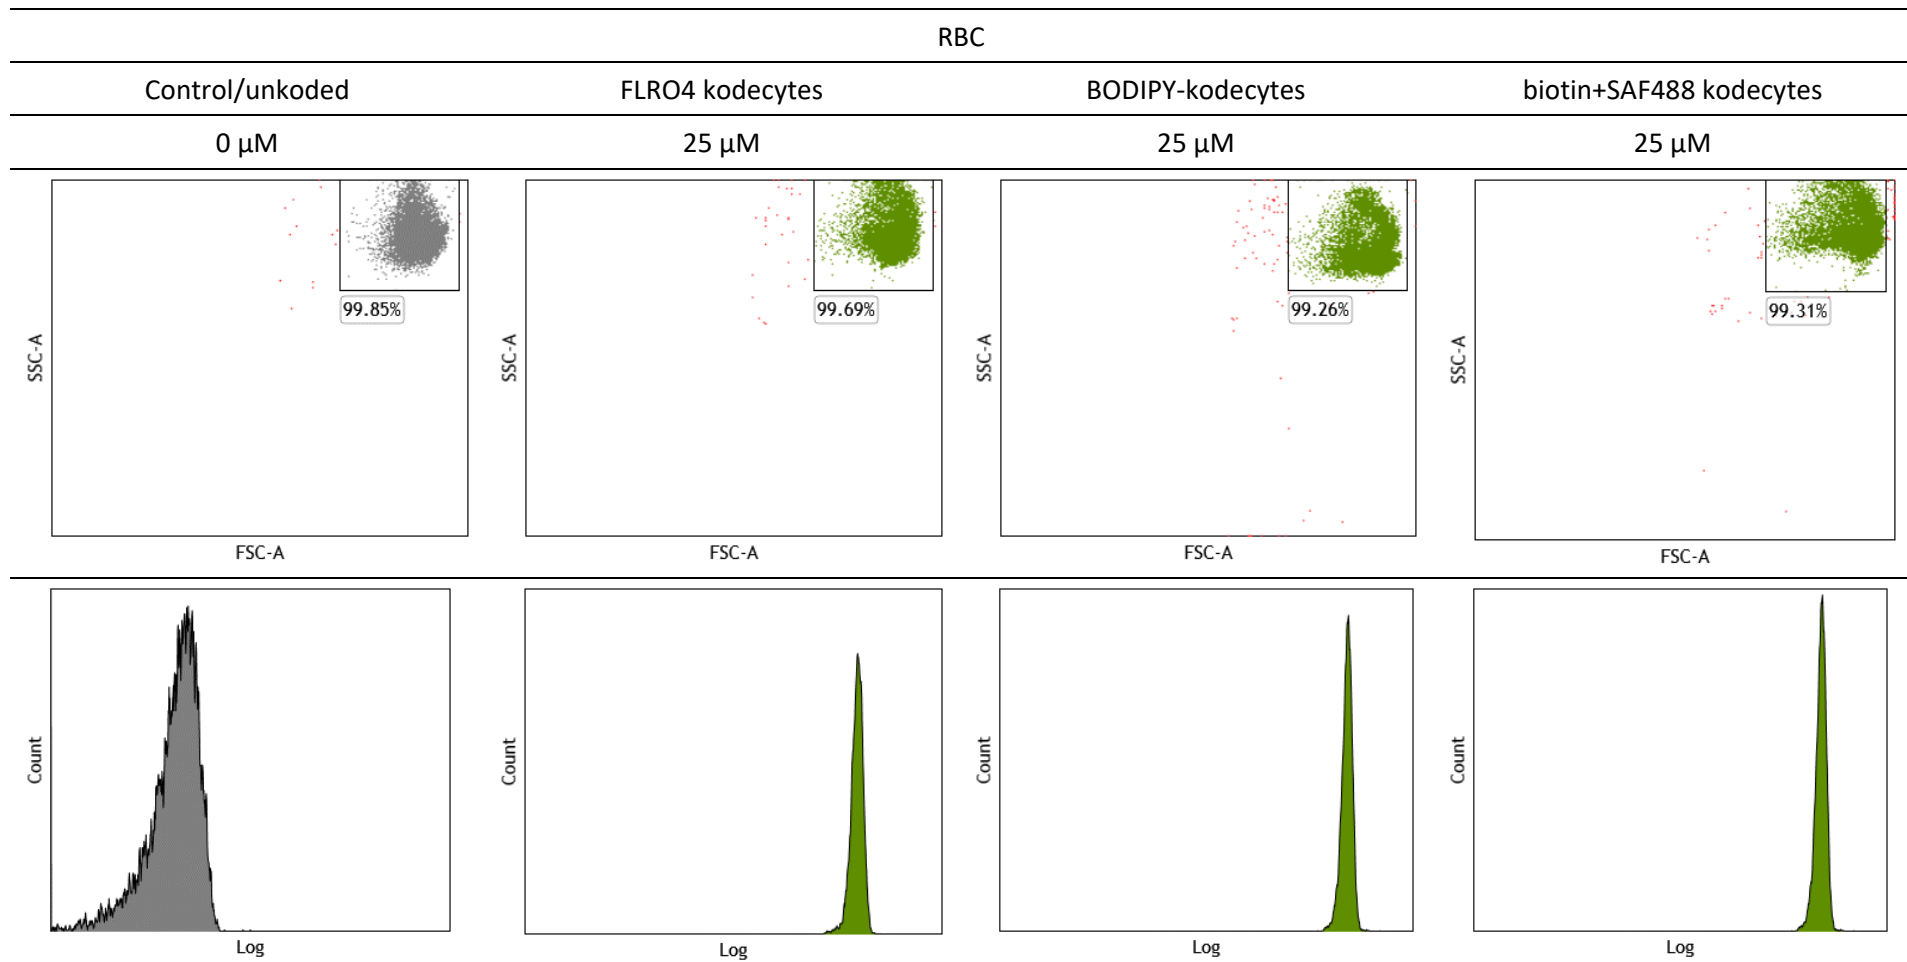 RBC
Control/unkoded
FLRO4 kodecytes
BODIPY-kodecytes
biotin+SAF488 kodecytes
0 µM
25 µM
25 µM
25 µM
SSC-A
99.85%
FSC-A
SSC-A
99.69%
FSC-A
SSC-A
99.26%
FSC-A
SSC-A
99.31%
FSC-A
Count
Log
Count
Log
Count
Log
Count
Log